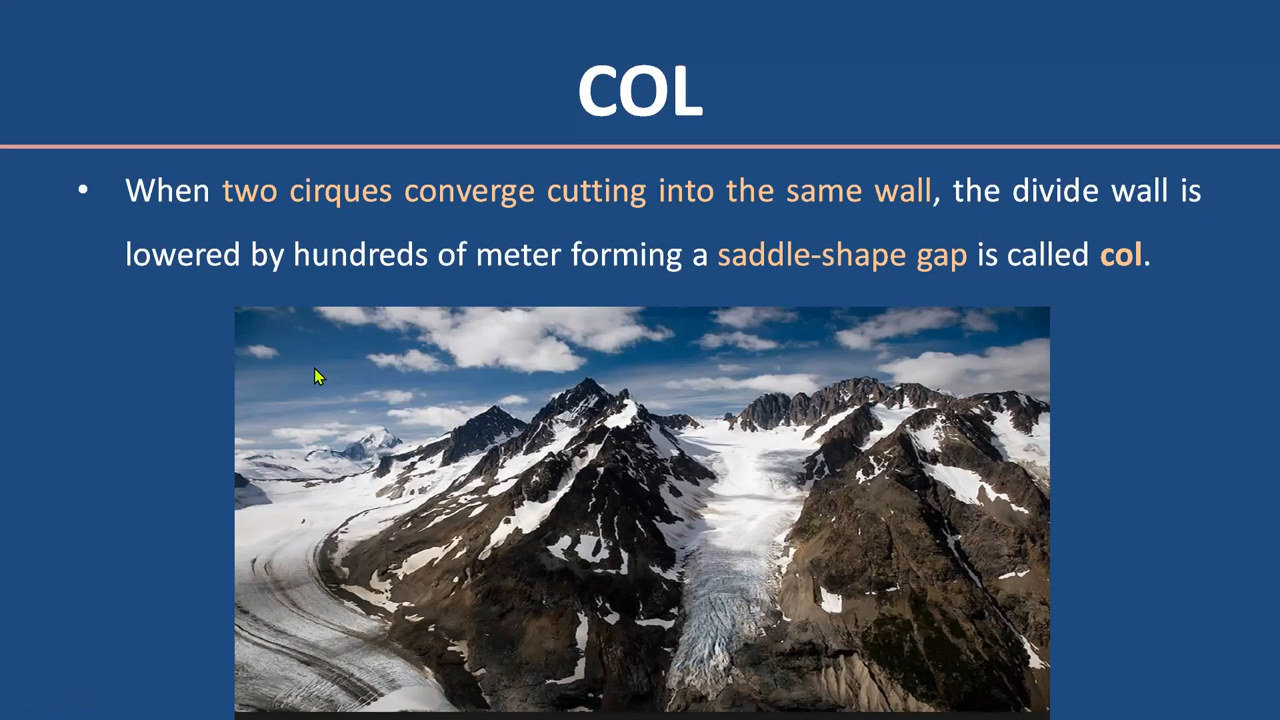 COL
• When two cirques converge cutting into the same wall, the divide wall is
lowered by hundreds of meter forming a saddle-shape gap is called col.